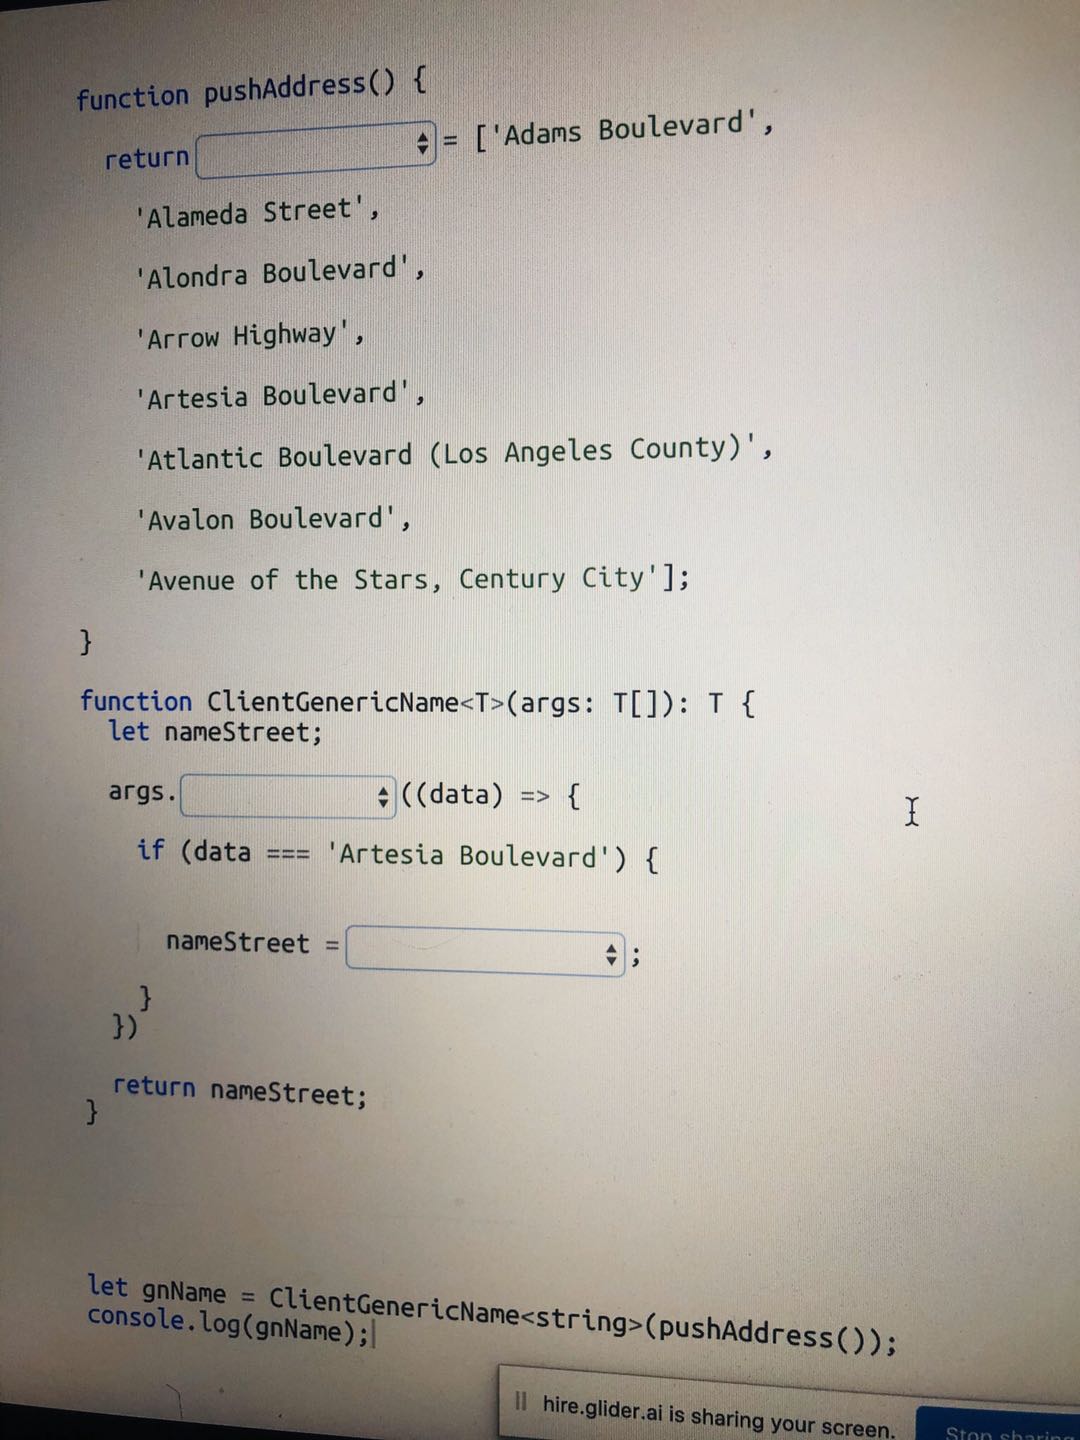 function pushAddress() {
return = ['Adams Boulevard',
'Alameda Street',
'Alondra Boulevard',
'Arrow Highway',
'Artesia Boulevard',
'Atlantic Boulevard (Los Angeles County)',
'Avalon Boulevard',
'Avenue of the Stars, Century City'];
}
function ClientGenericName<T>(args: T[]): T {
let nameStreet;
args. ((data) => {
if (data === 'Artesia Boulevard') {
nameStreet = ;
}
})
return nameStreet;
}
let gnName = ClientGenericName<string>(pushAddress());
console.log(gnName);
hire.glider.ai is sharing your screen.
Stop sharing